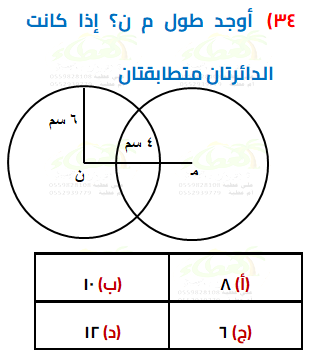 ٣٤) أوجد طول م ن؟ إذا كانت
الدائرتان متطابقتان
٦ سم
٤ سم
ن
م
(أ) ٨
(ب) ١٠
(ج) ٦
(د) ١٢